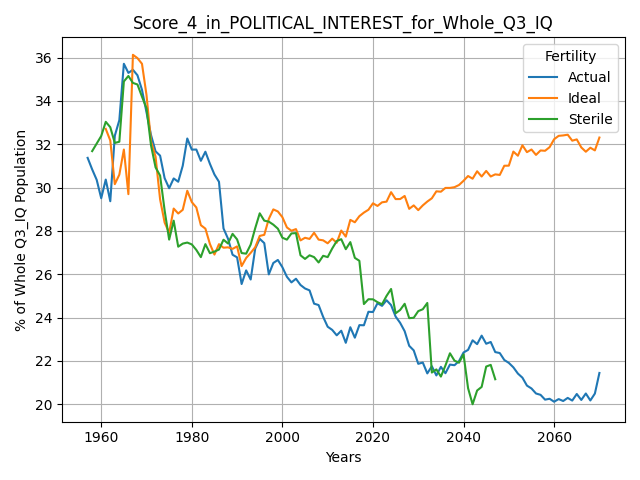 Score_4_in_POLITICAL_INTEREST_for_Whole_Q3_IQ
% of Whole Q3_IQ Population
36
34
32
30
28
26
24
22
20
Fertility
Actual
Ideal
Sterile
1960 1980 2000 2020 2040 2060
Years